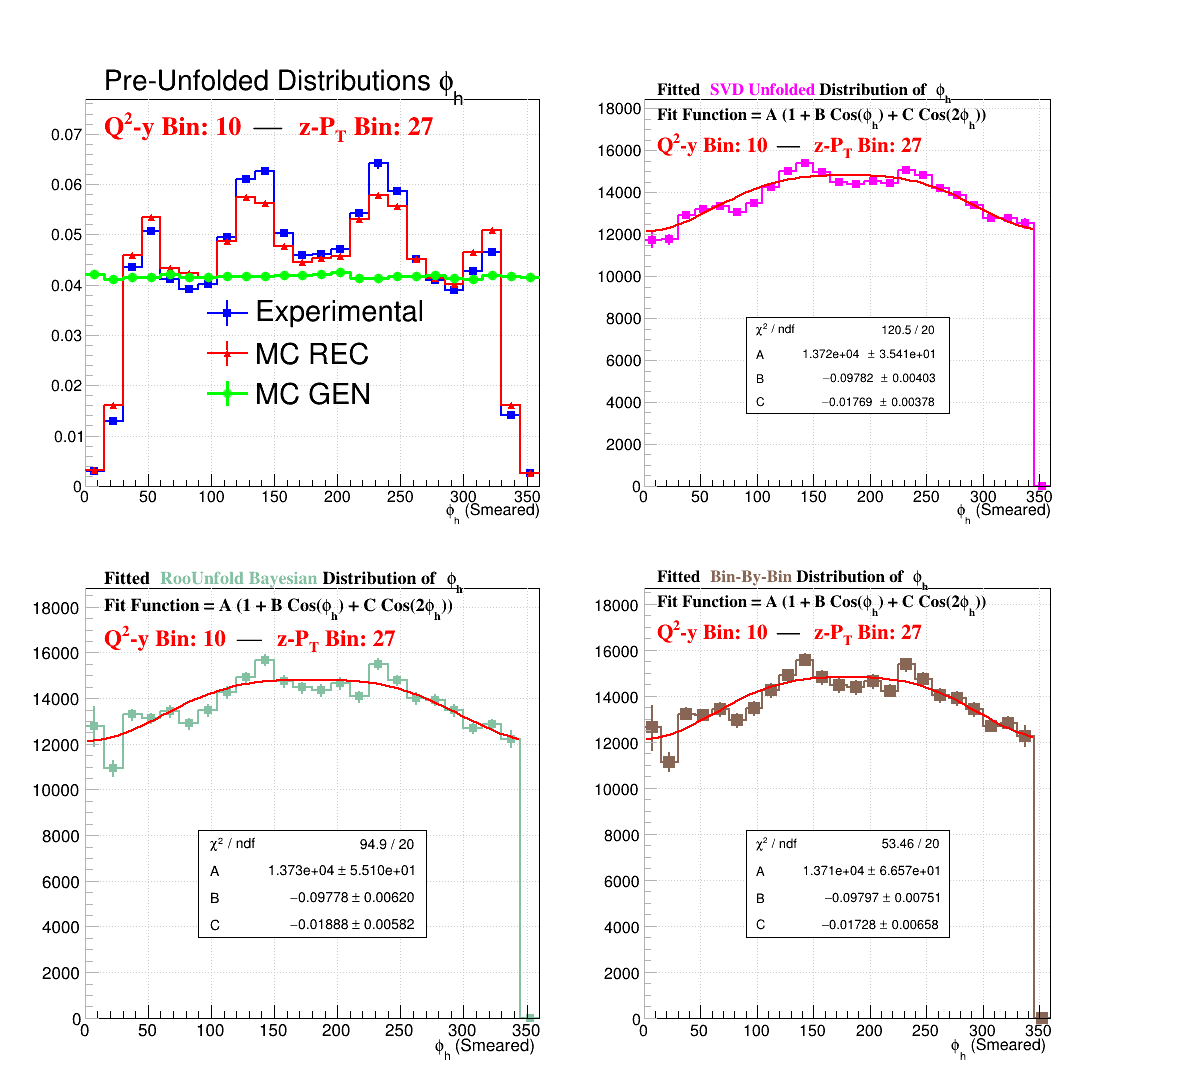 Pre-Unfolded Distributions ϕh
Q²-y Bin: 10 — z-PT Bin: 27
0.07
0.06
0.05
0.04
0.03
0.02
0.01
0
Experimental
MC REC
MC GEN
0 50 100 150 200 250 300 350
ϕh (Smeared)
Fitted SVD Unfolded Distribution of ϕh
Fit Function = A (1 + B Cos(ϕh) + C Cos(2ϕh))
Q²-y Bin: 10 — z-PT Bin: 27
18000
16000
14000
12000
10000
8000
6000
4000
2000
0
χ² / ndf 120.5 / 20
A 1.372e+04 ± 3.541e+01
B −0.09782 ± 0.00403
C −0.01769 ± 0.00378
0 50 100 150 200 250 300 350
ϕh (Smeared)
Fitted RooUnfold Bayesian Distribution of ϕh
Fit Function = A (1 + B Cos(ϕh) + C Cos(2ϕh))
Q²-y Bin: 10 — z-PT Bin: 27
18000
16000
14000
12000
10000
8000
6000
4000
2000
0
χ² / ndf 94.9 / 20
A 1.373e+04 ± 5.510e+01
B −0.09778 ± 0.00620
C −0.01888 ± 0.00582
0 50 100 150 200 250 300 350
ϕh (Smeared)
Fitted Bin-By-Bin Distribution of ϕh
Fit Function = A (1 + B Cos(ϕh) + C Cos(2ϕh))
Q²-y Bin: 10 — z-PT Bin: 27
18000
16000
14000
12000
10000
8000
6000
4000
2000
0
χ² / ndf 53.46 / 20
A 1.371e+04 ± 6.657e+01
B −0.09797 ± 0.00751
C −0.01728 ± 0.00658
0 50 100 150 200 250 300 350
ϕh (Smeared)